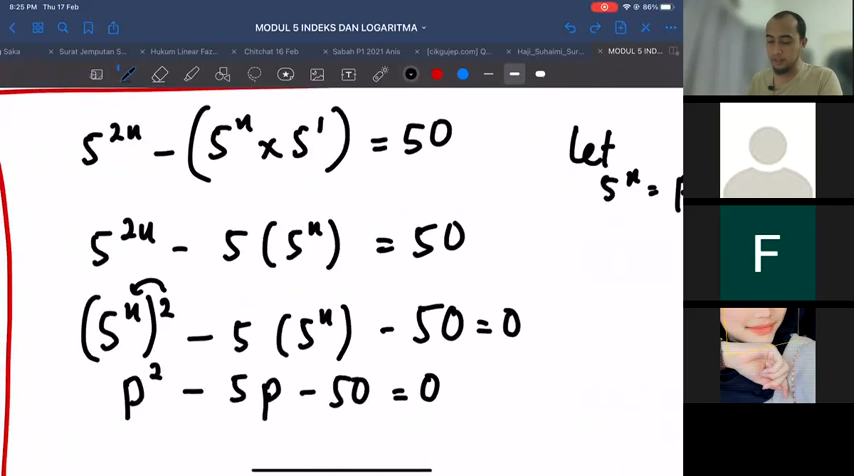 8:25 PM Thu 17 Feb
86%
MODUL 5 INDEKS DAN LOGARITMA
ng Saka
Surat Jemputan S...
Hukum Linear Faz...
Chitchat 16 Feb
Sabah P1 2021 Anis
[cikgujep.com] Q...
Haji_Suhaimi_Sur...
MODUL 5 IND...
5^{2x} - (5^x × 5^1) = 50
let
5^x = p
5^{2x} - 5(5^x) = 50
(5^x)^2 - 5(5^x) - 50 = 0
p^2 - 5p - 50 = 0
F